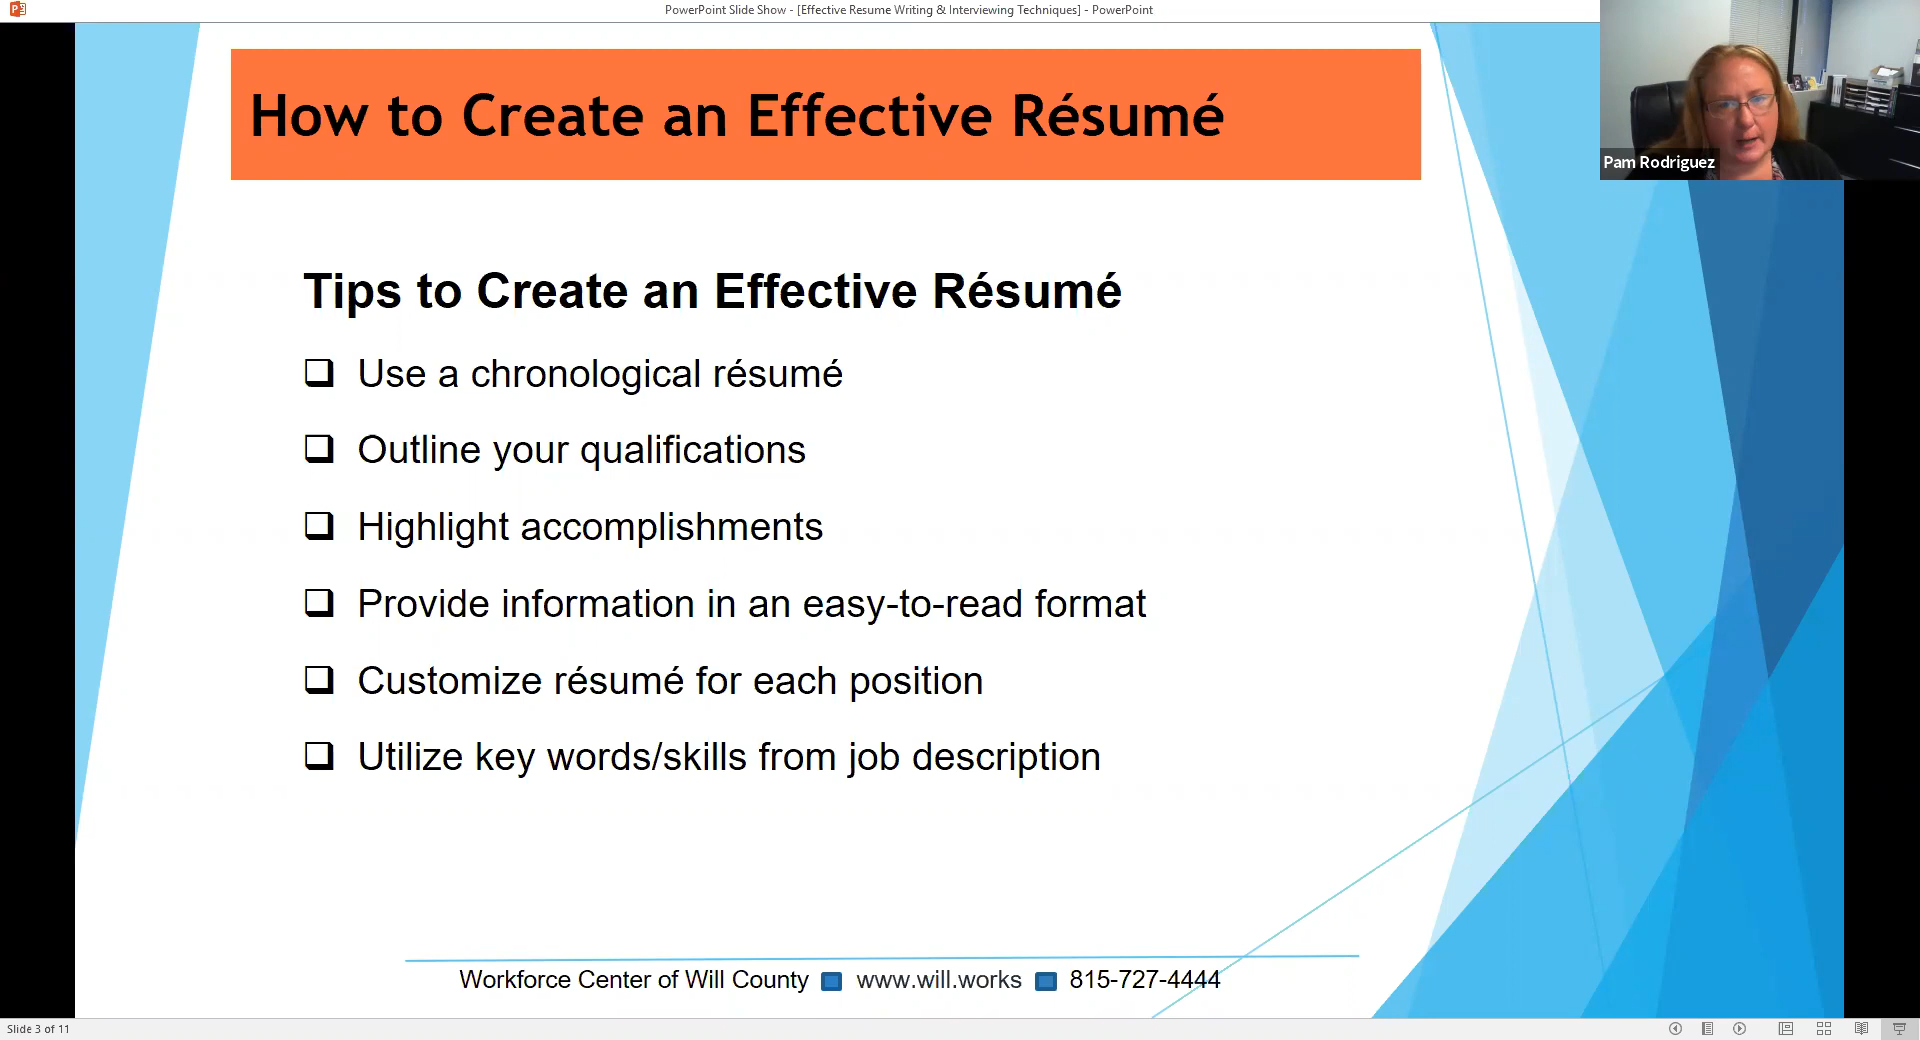 PowerPoint Slide Show - [Effective Resume Writing & Interviewing Techniques] - PowerPoint
How to Create an Effective Résumé
Pam Rodriguez
Tips to Create an Effective Résumé
Use a chronological résumé
Outline your qualifications
Highlight accomplishments
Provide information in an easy-to-read format
Customize résumé for each position
Utilize key words/skills from job description
Workforce Center of Will County www.will.works 815-727-4444
Slide 3 of 11